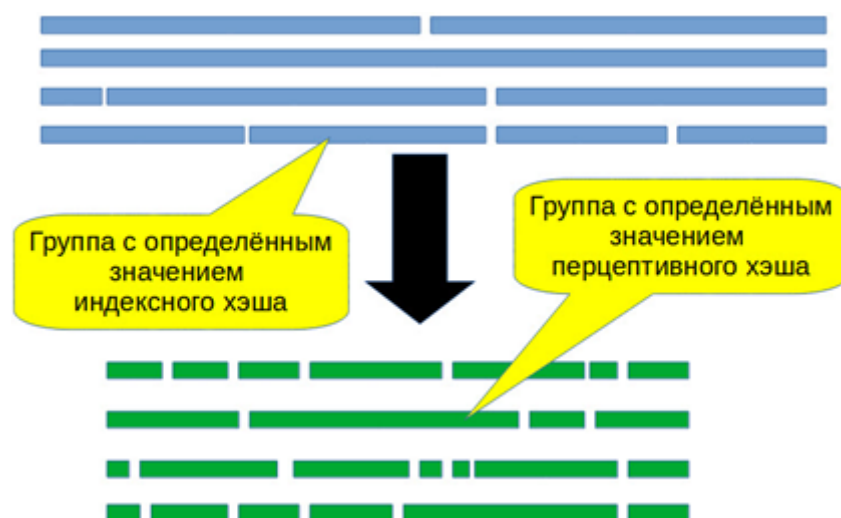 Группа с определённым
значением
индексного хэша
Группа с определённым
значением
перцептивного хэша